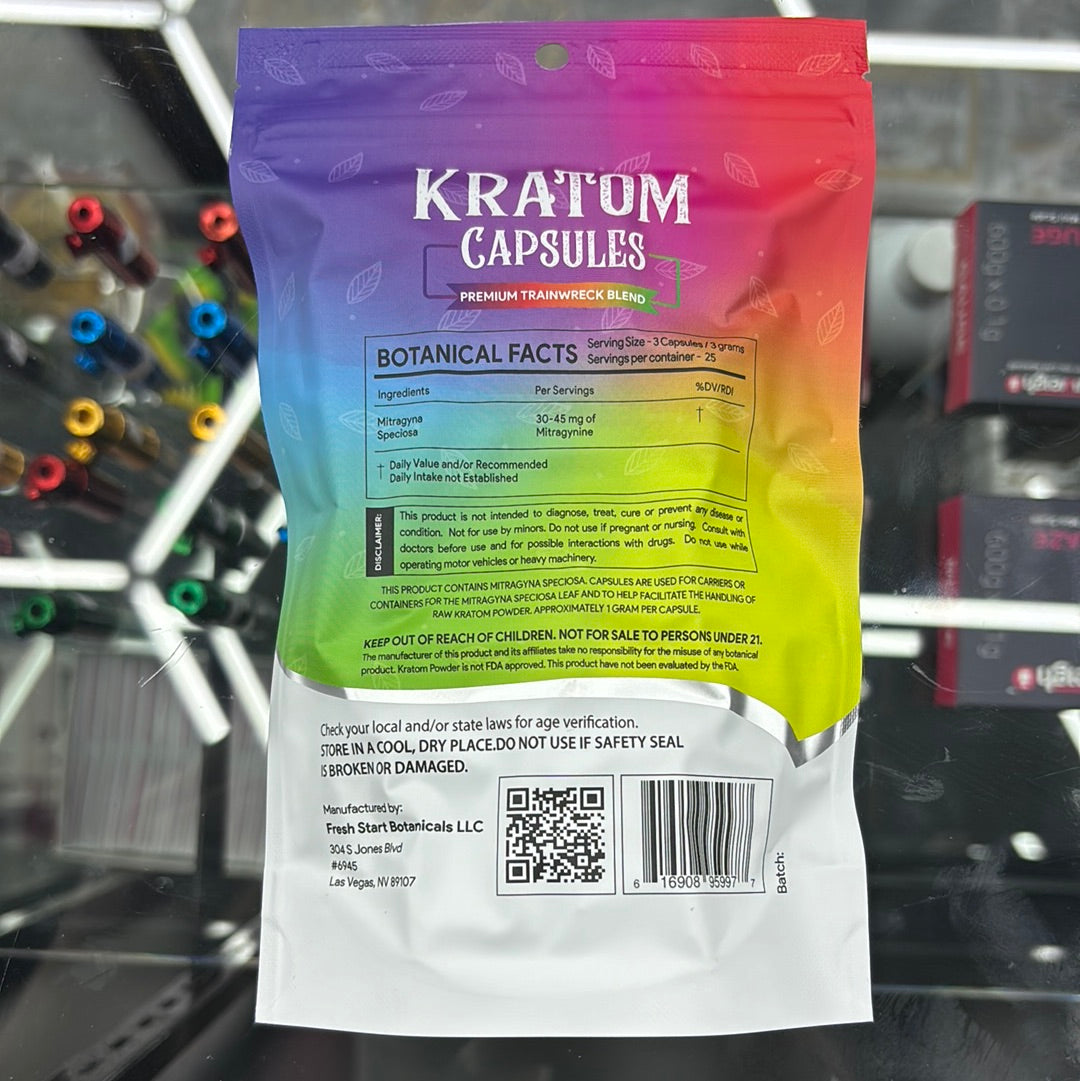 KRATOM
CAPSULES
PREMIUM TRAINWRECK BLEND
BOTANICAL FACTS
Serving Size - 3 Capsules / 3 grams
Servings per container - 25
Ingredients Per Servings %DV/RDI
Mitragyna 30-45 mg of †
Speciosa Mitragynine
† Daily Value and/or Recommended
Daily Intake not Established
DISCLAIMER:
This product is not intended to diagnose, treat, cure or prevent any disease or
condition. Not for use by minors. Do not use if pregnant or nursing. Consult with
doctors before use and for possible interactions with drugs. Do not use while
operating motor vehicles or heavy machinery.
THIS PRODUCT CONTAINS MITRAGYNA SPECIOSA. CAPSULES ARE USED FOR CARRIERS OR
CONTAINERS FOR THE MITRAGYNA SPECIOSA LEAF AND TO HELP FACILITATE THE HANDLING OF
RAW KRATOM POWDER. APPROXIMATELY 1 GRAM PER CAPSULE.
KEEP OUT OF REACH OF CHILDREN. NOT FOR SALE TO PERSONS UNDER 21.
The manufacturer of this product and its affiliates take no responsibility for the misuse of any botanical
product. Kratom Powder is not FDA approved. This product have not been evaluated by the FDA.
Check your local and/or state laws for age verification.
STORE IN A COOL, DRY PLACE.DO NOT USE IF SAFETY SEAL
IS BROKEN OR DAMAGED.
Manufactured by:
Fresh Start Botanicals LLC
304 S Jones Blvd
#6945
Las Vegas, NV 89107
6 16908 95997 7
Batch:
600g x 0.1g